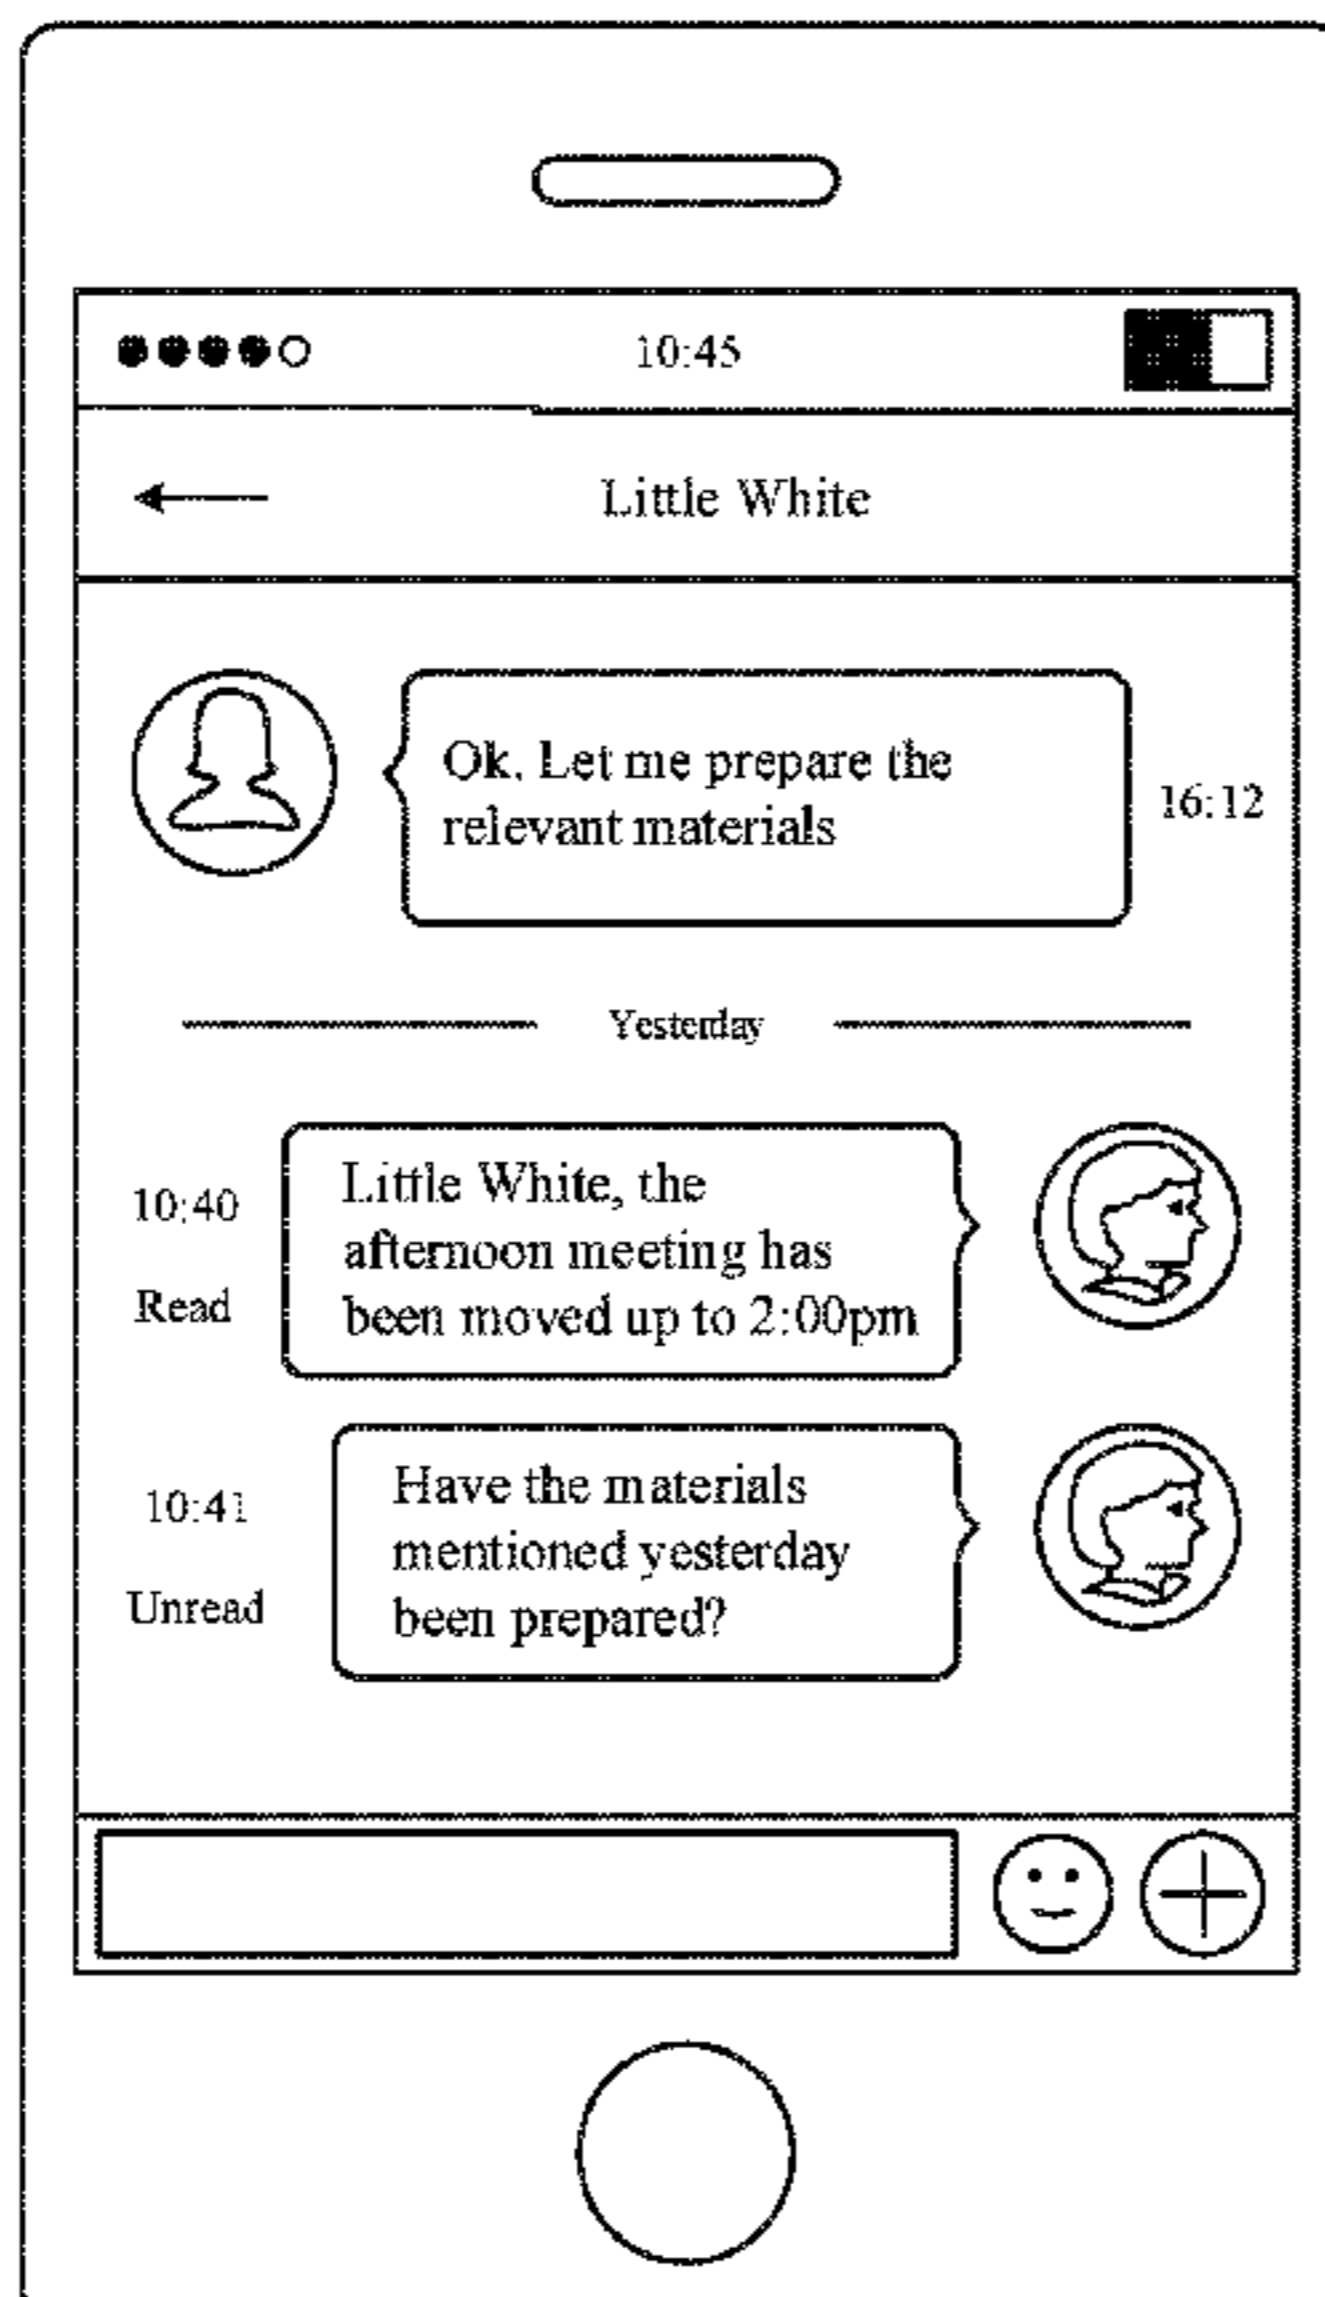 10:45
Little White
Ok. Let me prepare the
relevant materials
16:12
Yesterday
10:40
Read
Little White, the
afternoon meeting has
been moved up to 2:00pm
10:41
Unread
Have the materials
mentioned yesterday
been prepared?